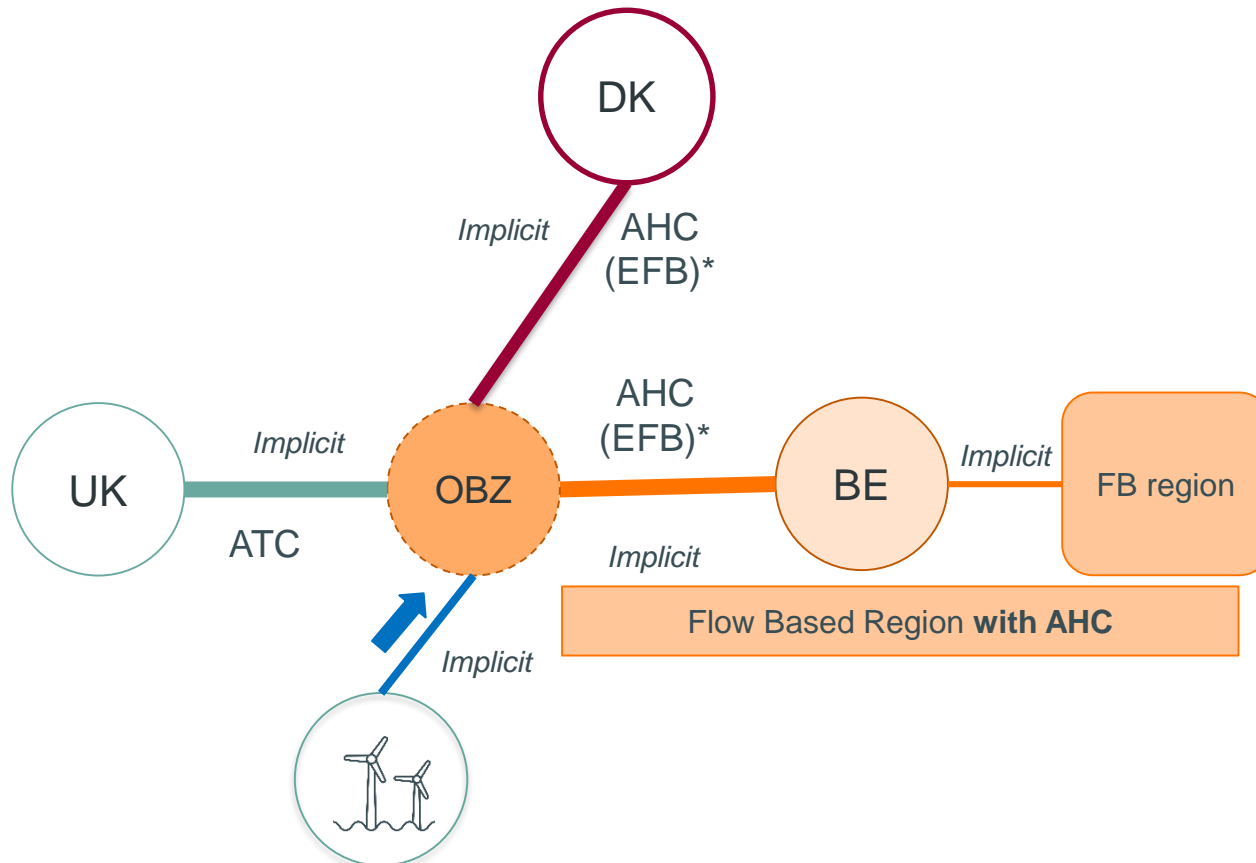 DK
Implicit
AHC
(EFB)*
AHC
(EFB)*
Implicit
Implicit
UK
OBZ
BE
FB region
ATC
Implicit
Flow Based Region with AHC
Implicit